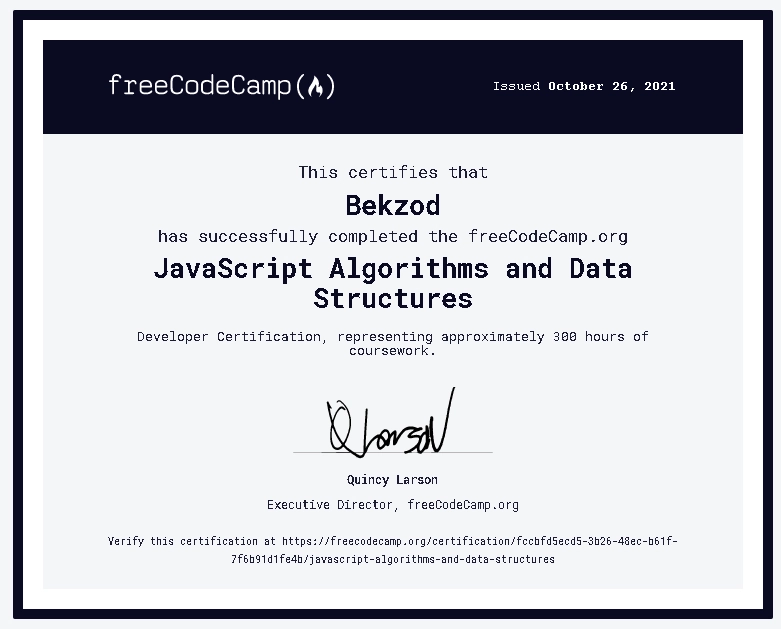 freeCodeCamp(🔥)
Issued October 26, 2021
This certifies that
Bekzod
has successfully completed the freeCodeCamp.org
JavaScript Algorithms and Data
Structures
Developer Certification, representing approximately 300 hours of
coursework.
QLarson
Quincy Larson
Executive Director, freeCodeCamp.org
Verify this certification at https://freecodecamp.org/certification/fccbfd5ecd5-3b26-48ec-b61f-
7f6b91d1fe4b/javascript-algorithms-and-data-structures